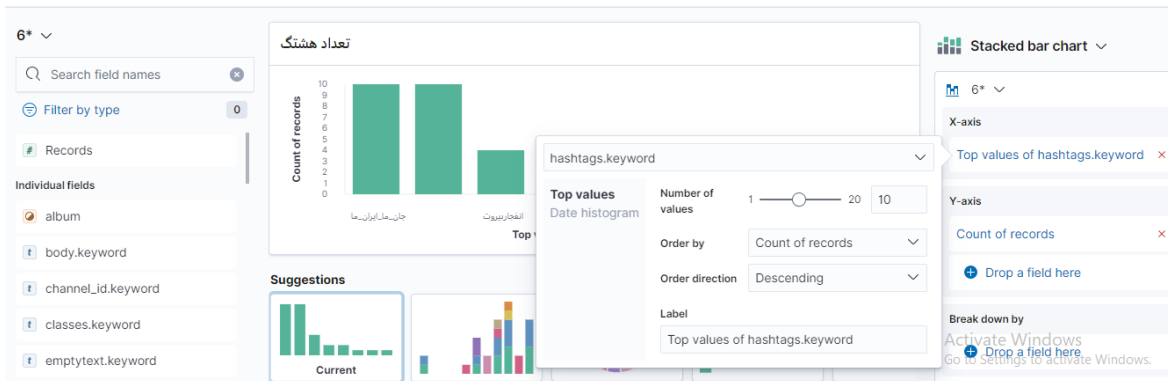 6*
Search field names
Filter by type 0
# Records
Individual fields
album
t body.keyword
t channel_id.keyword
t classes.keyword
t emptytext.keyword
تعداد هشتگ
Count of records
10
9
8
7
6
5
4
3
2
1
0
جان_ما_ایران_ما
انفجاربیروت
Top
Suggestions
Current
hashtags.keyword
Top values
Date histogram
Number of values 1 20 10
Order by Count of records
Order direction Descending
Label
Top values of hashtags.keyword
Stacked bar chart
6*
X-axis
Top values of hashtags.keyword ×
Y-axis
Count of records ×
Drop a field here
Break down by
Drop a field here
Activate Windows
Go to Settings to activate Windows.